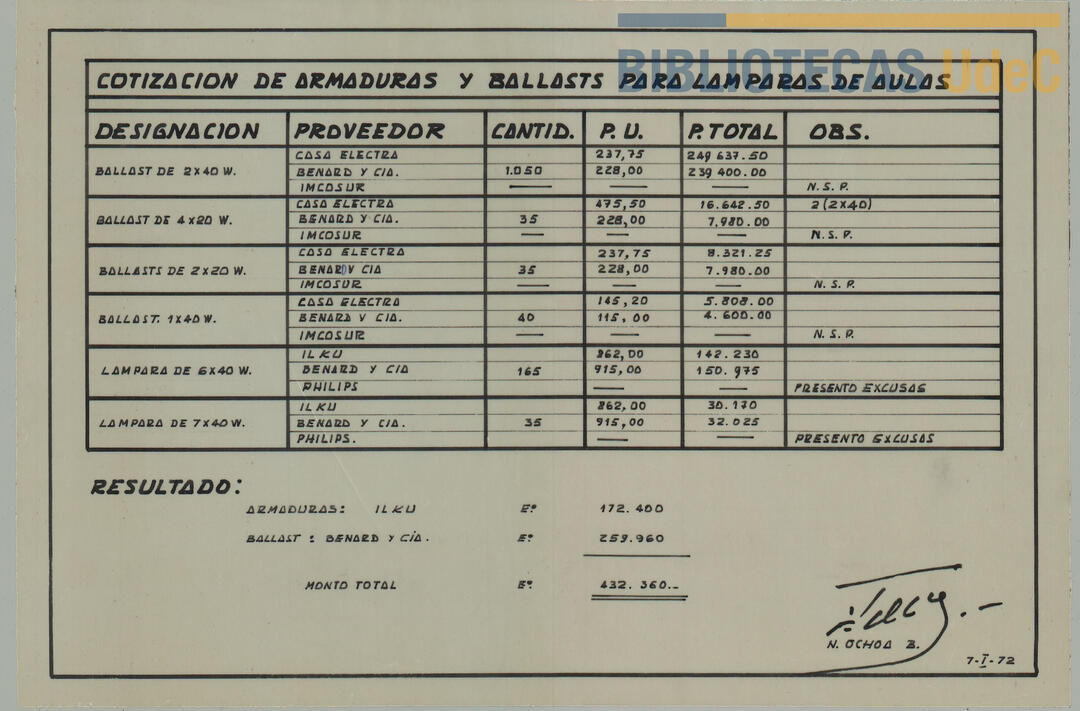 BIBLIOTECAS UdeC
COTIZACION DE ARMADURAS Y BALLASTS PARA LAMPARAS DE AULAS
DESIGNACION PROVEEDOR CANTID. P. U. P. TOTAL OBS.
CASA ELECTRA 237,75 249 637.50
BALLAST DE 2X40 W. BENARD Y CIA. 1.050 228,00 239 400.00
IMCOSUR — — — N. S. P.
CASA ELECTRA 475,50 16.642.50 2 (2X40)
BALLAST DE 4X20 W. BENARD Y CIA. 35 228,00 7.980.00
IMCOSUR — — — N. S. P.
CASA ELECTRA 237,75 8.321.25
BALLASTS DE 2X20 W. BENARD Y CIA 35 228,00 7.980.00
IMCOSUR — — — N. S. P.
CASA ELECTRA 145,20 5.808.00
BALLAST. 1X40 W. BENARD Y CIA. 40 115,00 4.600.00
IMCOSUR — — — N. S. P.
ILKU 862,00 142.230
LAMPARA DE 6X40 W. BENARD Y CIA 165 915,00 150.975
PHILIPS — — PRESENTO EXCUSAS
ILKU 862,00 30.170
LAMPARA DE 7X40 W. BENARD Y CIA. 35 915,00 32.025
PHILIPS. — — PRESENTO EXCUSAS
RESULTADO:
ARMADURAS: ILKU Eº 172.400
BALLAST : BENARD Y CIA. Eº 259.960
MONTO TOTAL Eº 432.360.-
N. OCHOA B.
7-I-72